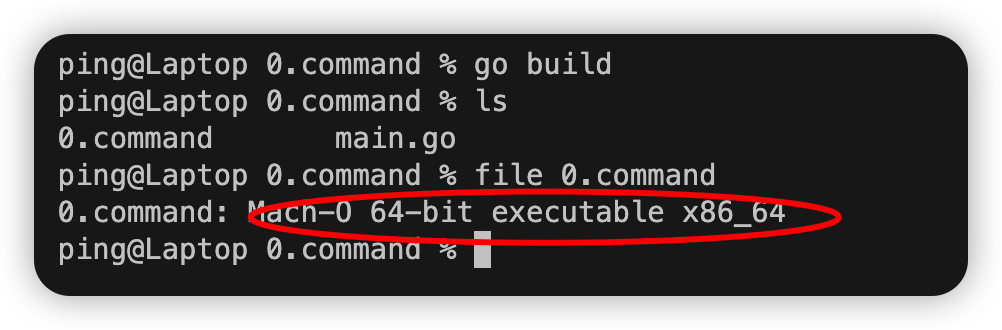 ping@Laptop 0.command % go build
ping@Laptop 0.command % ls
0.command       main.go
ping@Laptop 0.command % file 0.command
0.command: Mach-O 64-bit executable x86_64
ping@Laptop 0.command %